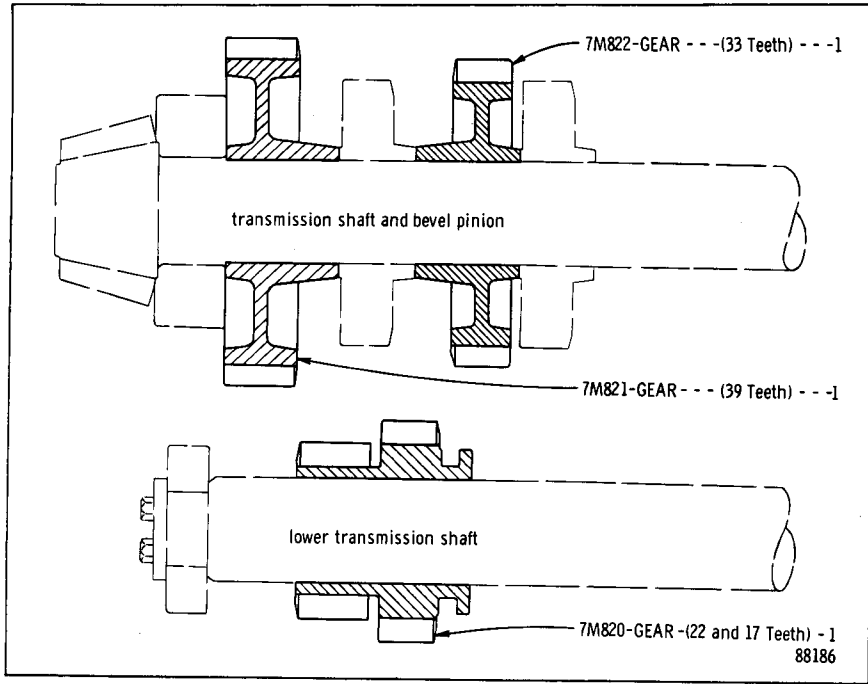 7M822-GEAR - - -(33 Teeth) - - -1
transmission shaft and bevel pinion
7M821-GEAR - - - (39 Teeth) - - -1
lower transmission shaft
7M820-GEAR -(22 and 17 Teeth) - 1
88186